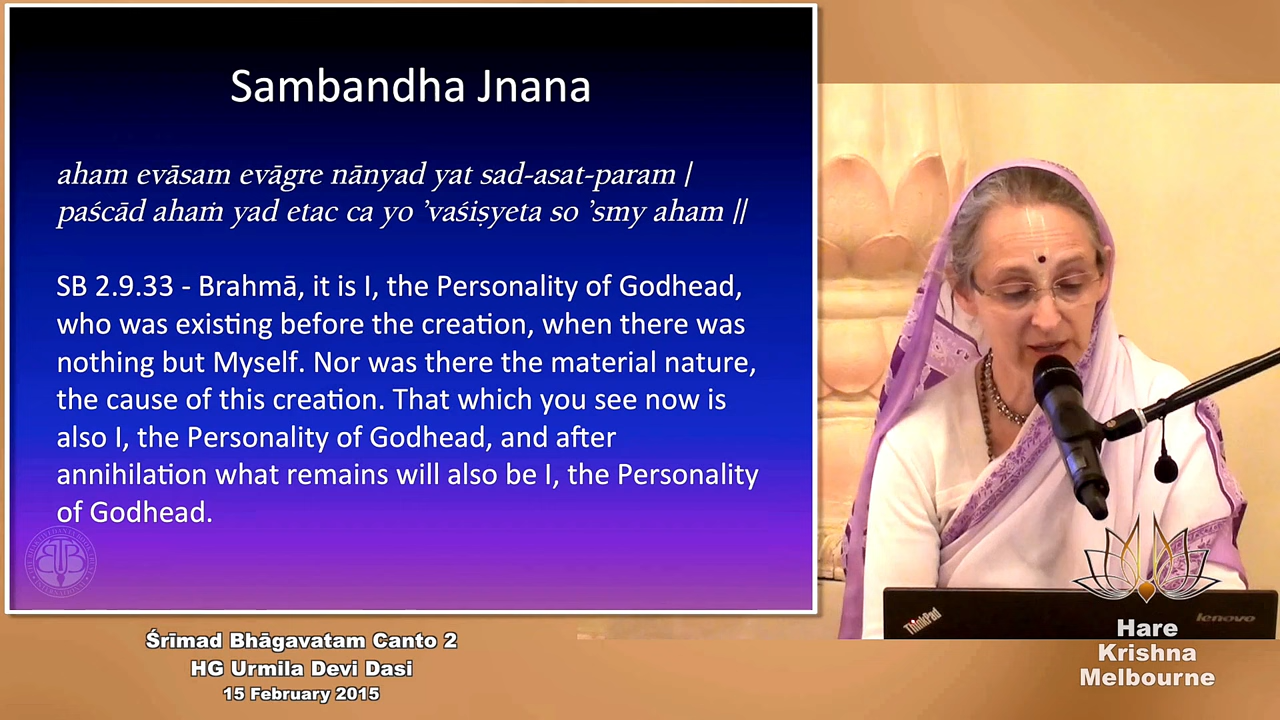 Sambandha Jnana
aham evāsam evāgre nānyad yat sad-asat-param |
paścād ahaṁ yad etac ca yo ’vaśiṣyeta so ’smy aham ||
SB 2.9.33 - Brahmā, it is I, the Personality of Godhead,
who was existing before the creation, when there was
nothing but Myself. Nor was there the material nature,
the cause of this creation. That which you see now is
also I, the Personality of Godhead, and after
annihilation what remains will also be I, the Personality
of Godhead.
Śrīmad Bhāgavatam Canto 2
HG Urmila Devi Dasi
15 February 2015
ThinkPad
lenovo
Hare
Krishna
Melbourne